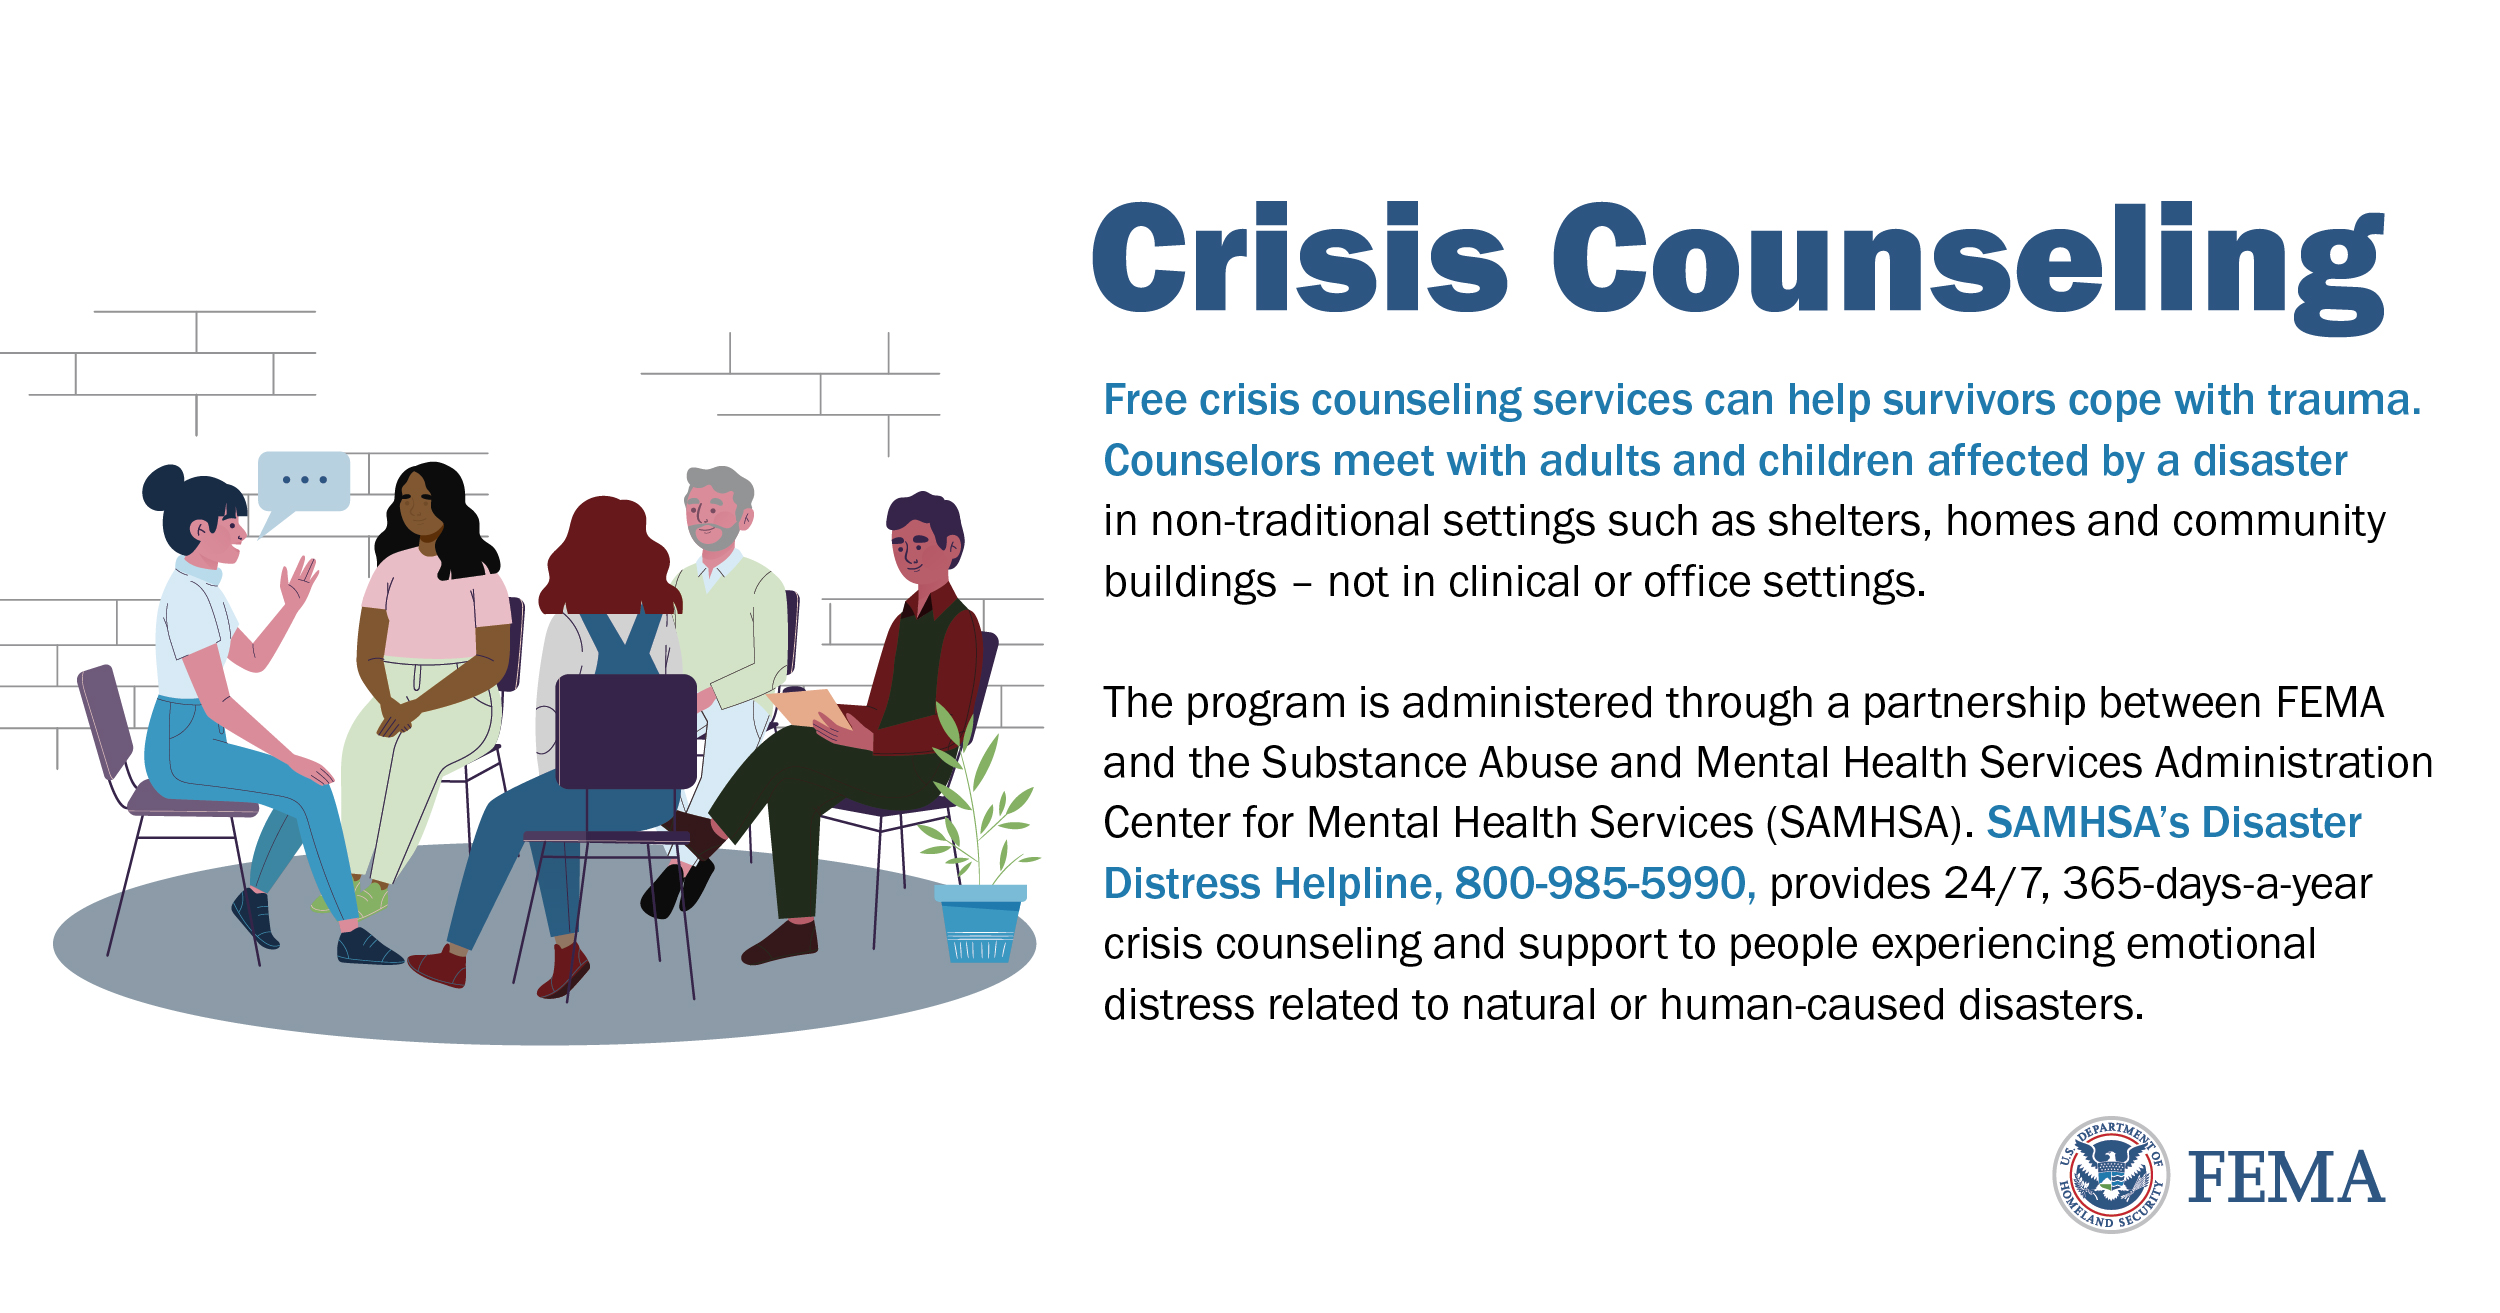 Crisis Counseling
Free crisis counseling services can help survivors cope with trauma.
Counselors meet with adults and children affected by a disaster
in non-traditional settings such as shelters, homes and community
buildings – not in clinical or office settings.
The program is administered through a partnership between FEMA
and the Substance Abuse and Mental Health Services Administration
Center for Mental Health Services (SAMHSA). SAMHSA’s Disaster
Distress Helpline, 800-985-5990, provides 24/7, 365-days-a-year
crisis counseling and support to people experiencing emotional
distress related to natural or human-caused disasters.
U.S. DEPARTMENT OF
HOMELAND SECURITY
FEMA